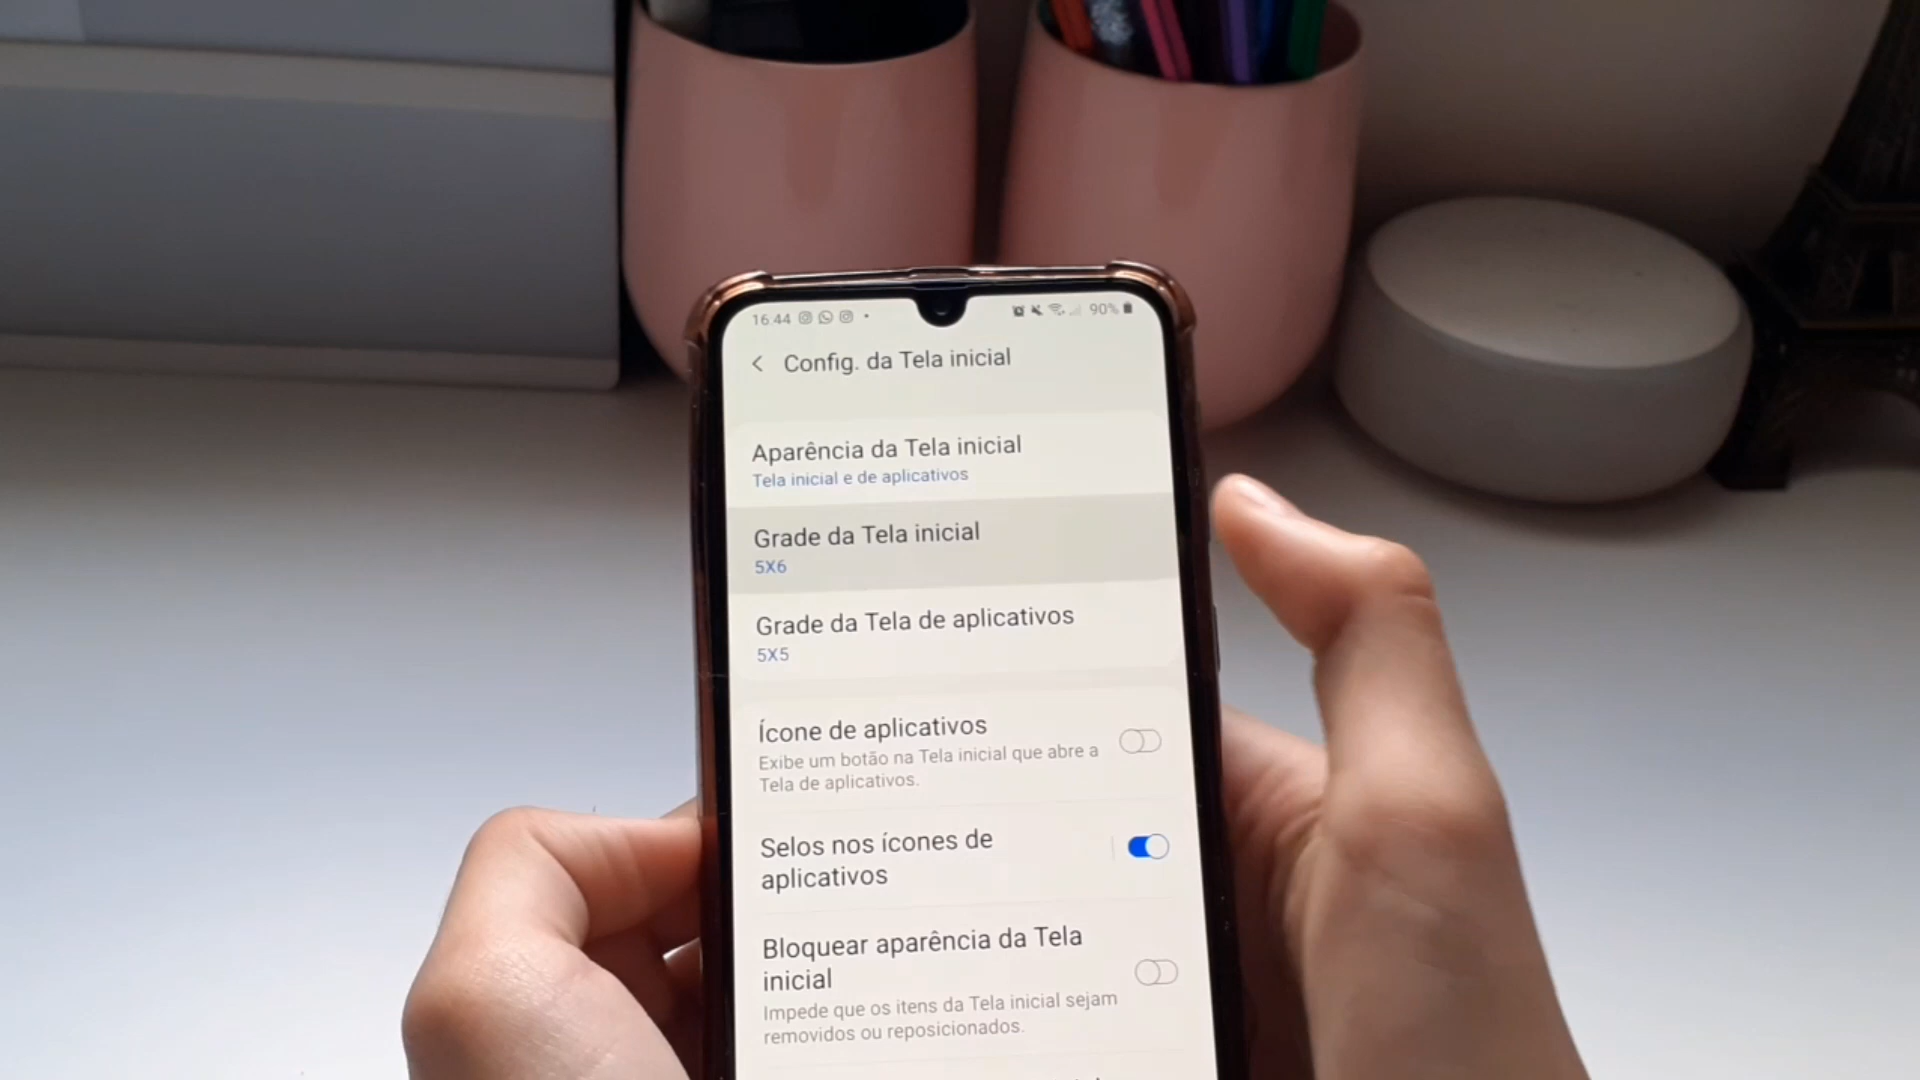 16:44 90%
Config. da Tela inicial
Aparência da Tela inicial
Tela inicial e de aplicativos
Grade da Tela inicial
5X6
Grade da Tela de aplicativos
5X5
Ícone de aplicativos
Exibe um botão na Tela inicial que abre a
Tela de aplicativos.
Selos nos ícones de
aplicativos
Bloquear aparência da Tela
inicial
Impede que os itens da Tela inicial sejam
removidos ou reposicionados.